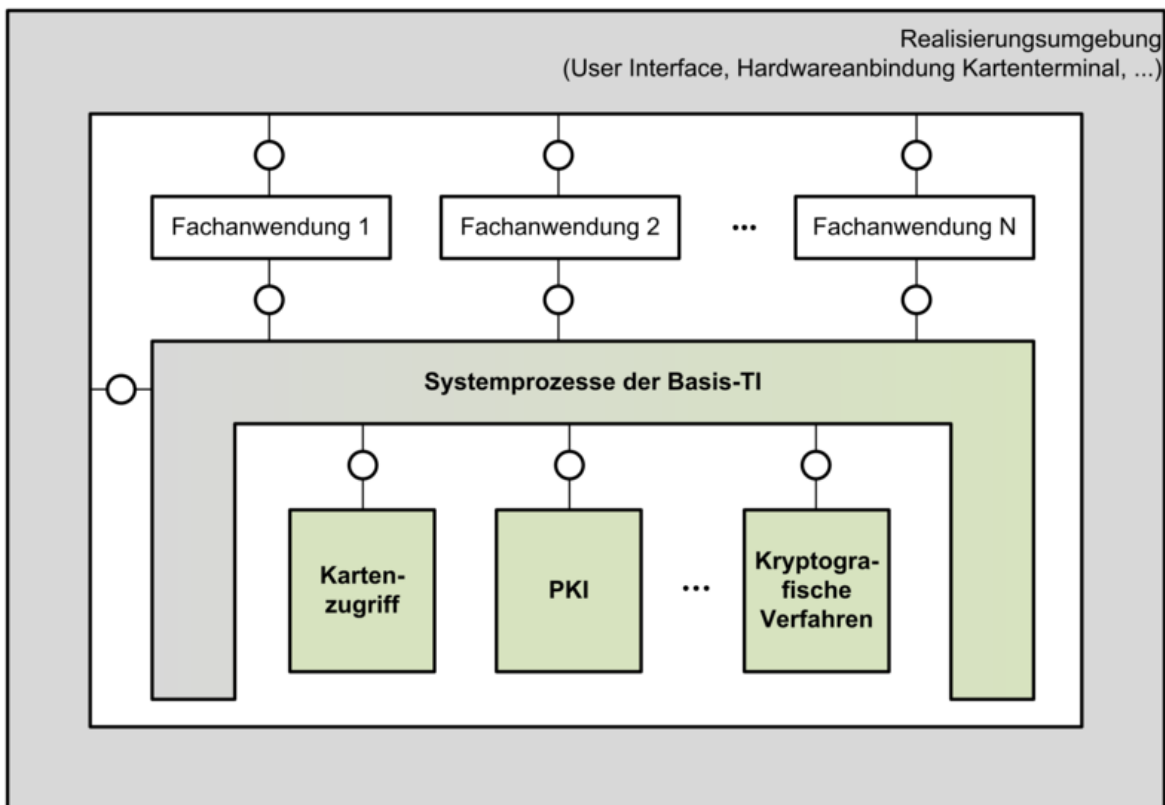 Realisierungsumgebung
(User Interface, Hardwareanbindung Kartenterminal, ...)
Fachanwendung 1
Fachanwendung 2
...
Fachanwendung N
Systemprozesse der Basis-TI
Karten-
zugriff
PKI
...
Kryptogra-
fische
Verfahren